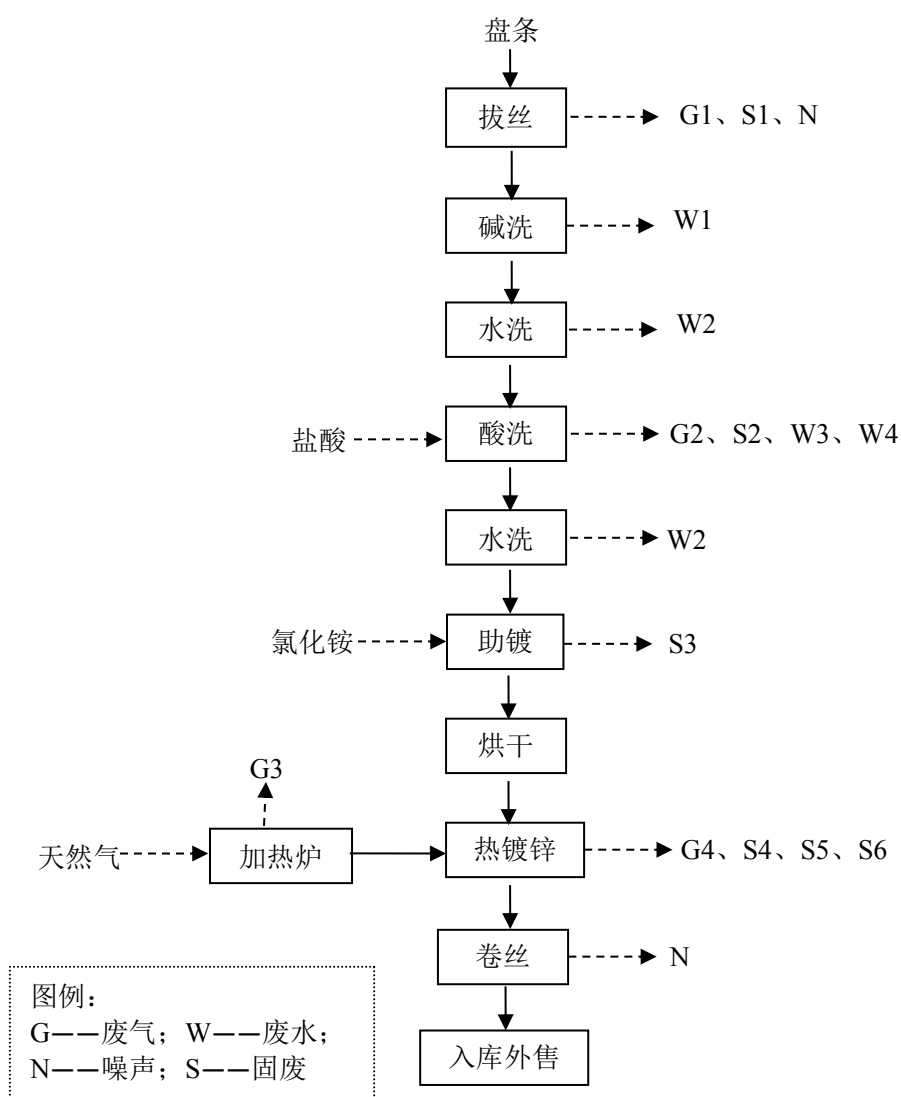 盘条
拔丝
G1、S1、N
碱洗
W1
水洗
W2
盐酸
酸洗
G2、S2、W3、W4
水洗
W2
氯化铵
助镀
S3
烘干
G3
天然气
加热炉
热镀锌
G4、S4、S5、S6
卷丝
N
入库外售
图例：
G——废气；W——废水；
N——噪声；S——固废